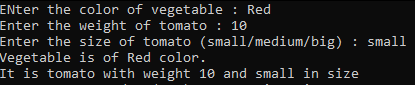 ENter the color of vegetable : Red
Enter the weight of tomato : 10
Enter the size of tomato (small/medium/big) : small
Vegetable is of Red color.
It is tomato with weight 10 and small in size